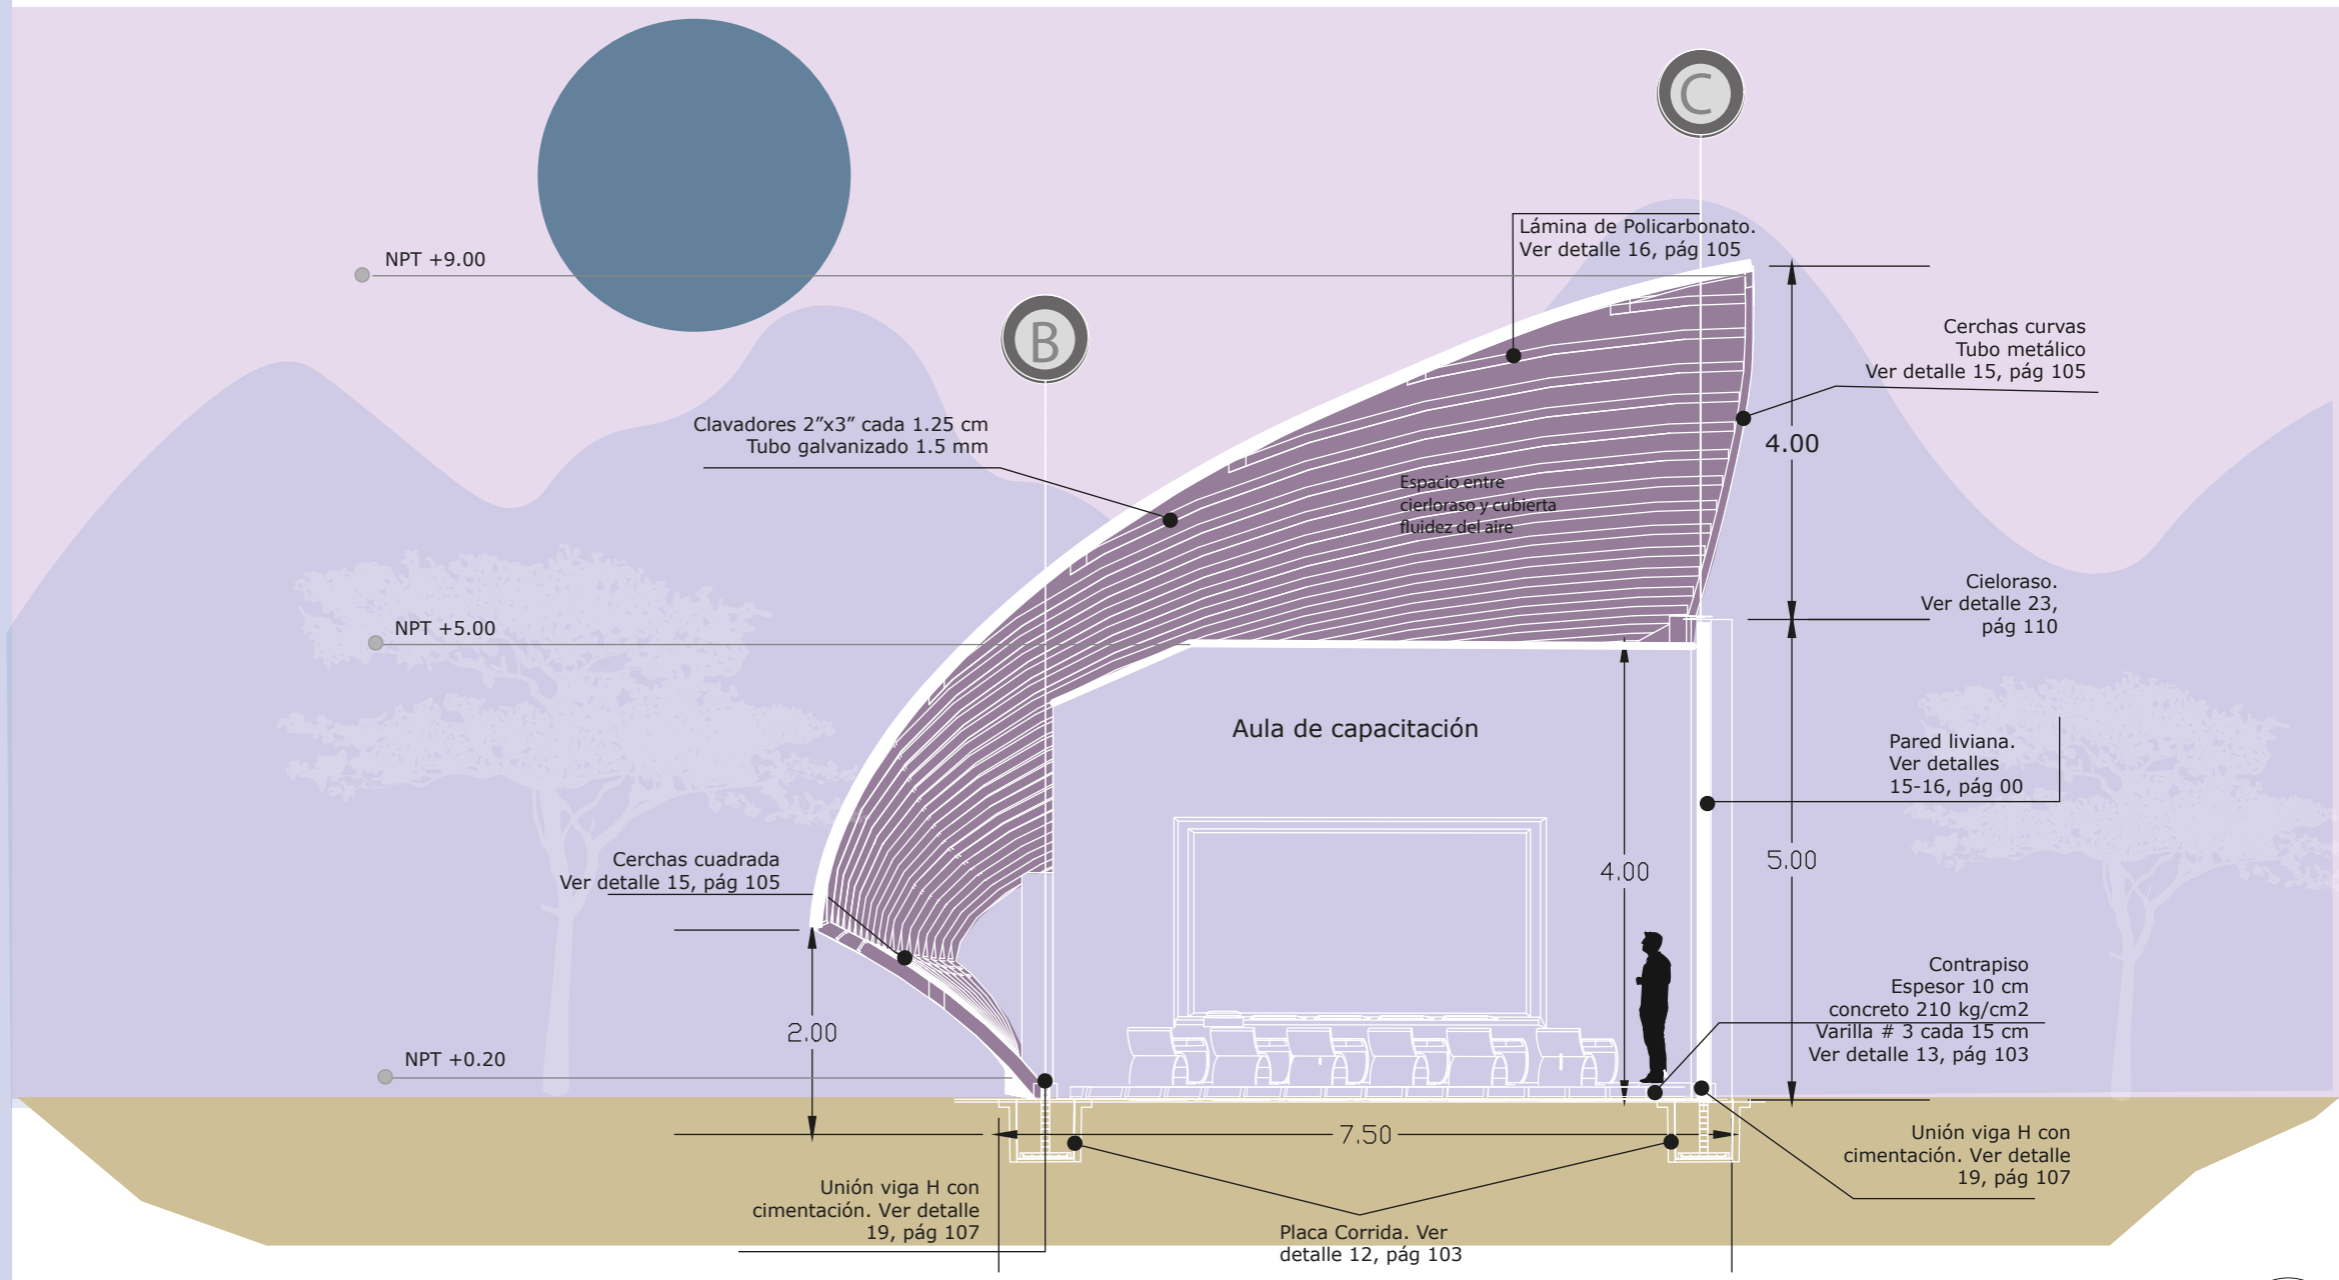 C
Lámina de Policarbonato.
Ver detalle 16, pág 105
NPT +9.00
B
Cerchas curvas
Tubo metálico
Ver detalle 15, pág 105
Clavadores 2”x3” cada 1.25 cm
Tubo galvanizado 1.5 mm
4.00
Espacio entre
cierloraso y cubierta
fluidez del aire
Cieloraso.
Ver detalle 23,
pág 110
NPT +5.00
Aula de capacitación
Pared liviana.
Ver detalles
15-16, pág 00
Cerchas cuadrada
Ver detalle 15, pág 105
4.00
5.00
Contrapiso
Espesor 10 cm
concreto 210 kg/cm2
Varilla # 3 cada 15 cm
Ver detalle 13, pág 103
2.00
NPT +0.20
7.50
Unión viga H con
cimentación. Ver detalle
19, pág 107
Unión viga H con
cimentación. Ver detalle
19, pág 107
Placa Corrida. Ver
detalle 12, pág 103